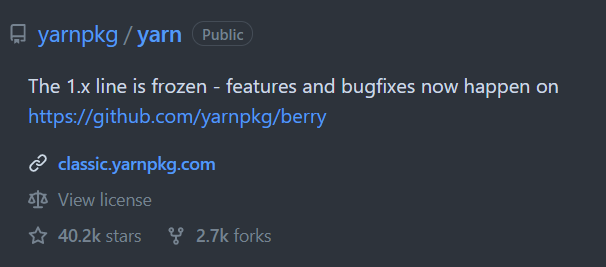 yarnpkg / yarn Public
The 1.x line is frozen - features and bugfixes now happen on
https://github.com/yarnpkg/berry
classic.yarnpkg.com
View license
40.2k stars 2.7k forks